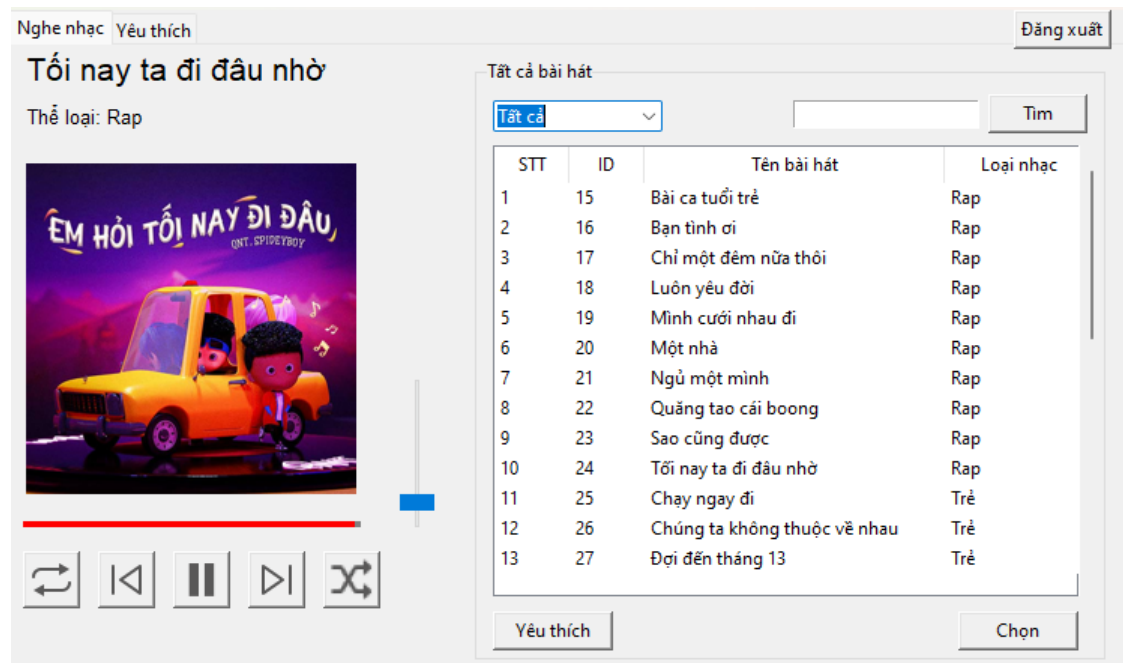 Nghe nhạc Yêu thích Đăng xuất
Tối nay ta đi đâu nhờ
Thể loại: Rap
ÊM HỎI TỐI NAY ĐI ĐÂU,
QNT. SPIDEYBOY
Tất cả bài hát
Tất cả Tìm
STT ID Tên bài hát Loại nhạc
1 15 Bài ca tuổi trẻ Rap
2 16 Bạn tình ơi Rap
3 17 Chỉ một đêm nữa thôi Rap
4 18 Luôn yêu đời Rap
5 19 Mình cưới nhau đi Rap
6 20 Một nhà Rap
7 21 Ngủ một mình Rap
8 22 Quăng tao cái boong Rap
9 23 Sao cũng được Rap
10 24 Tối nay ta đi đâu nhờ Rap
11 25 Chạy ngay đi Trẻ
12 26 Chúng ta không thuộc về nhau Trẻ
13 27 Đợi đến tháng 13 Trẻ
Yêu thích Chọn